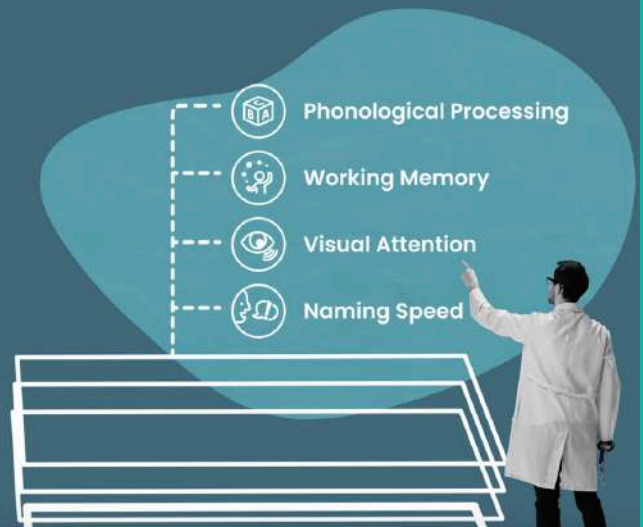 Phonological Processing
Working Memory
Visual Attention
Naming Speed